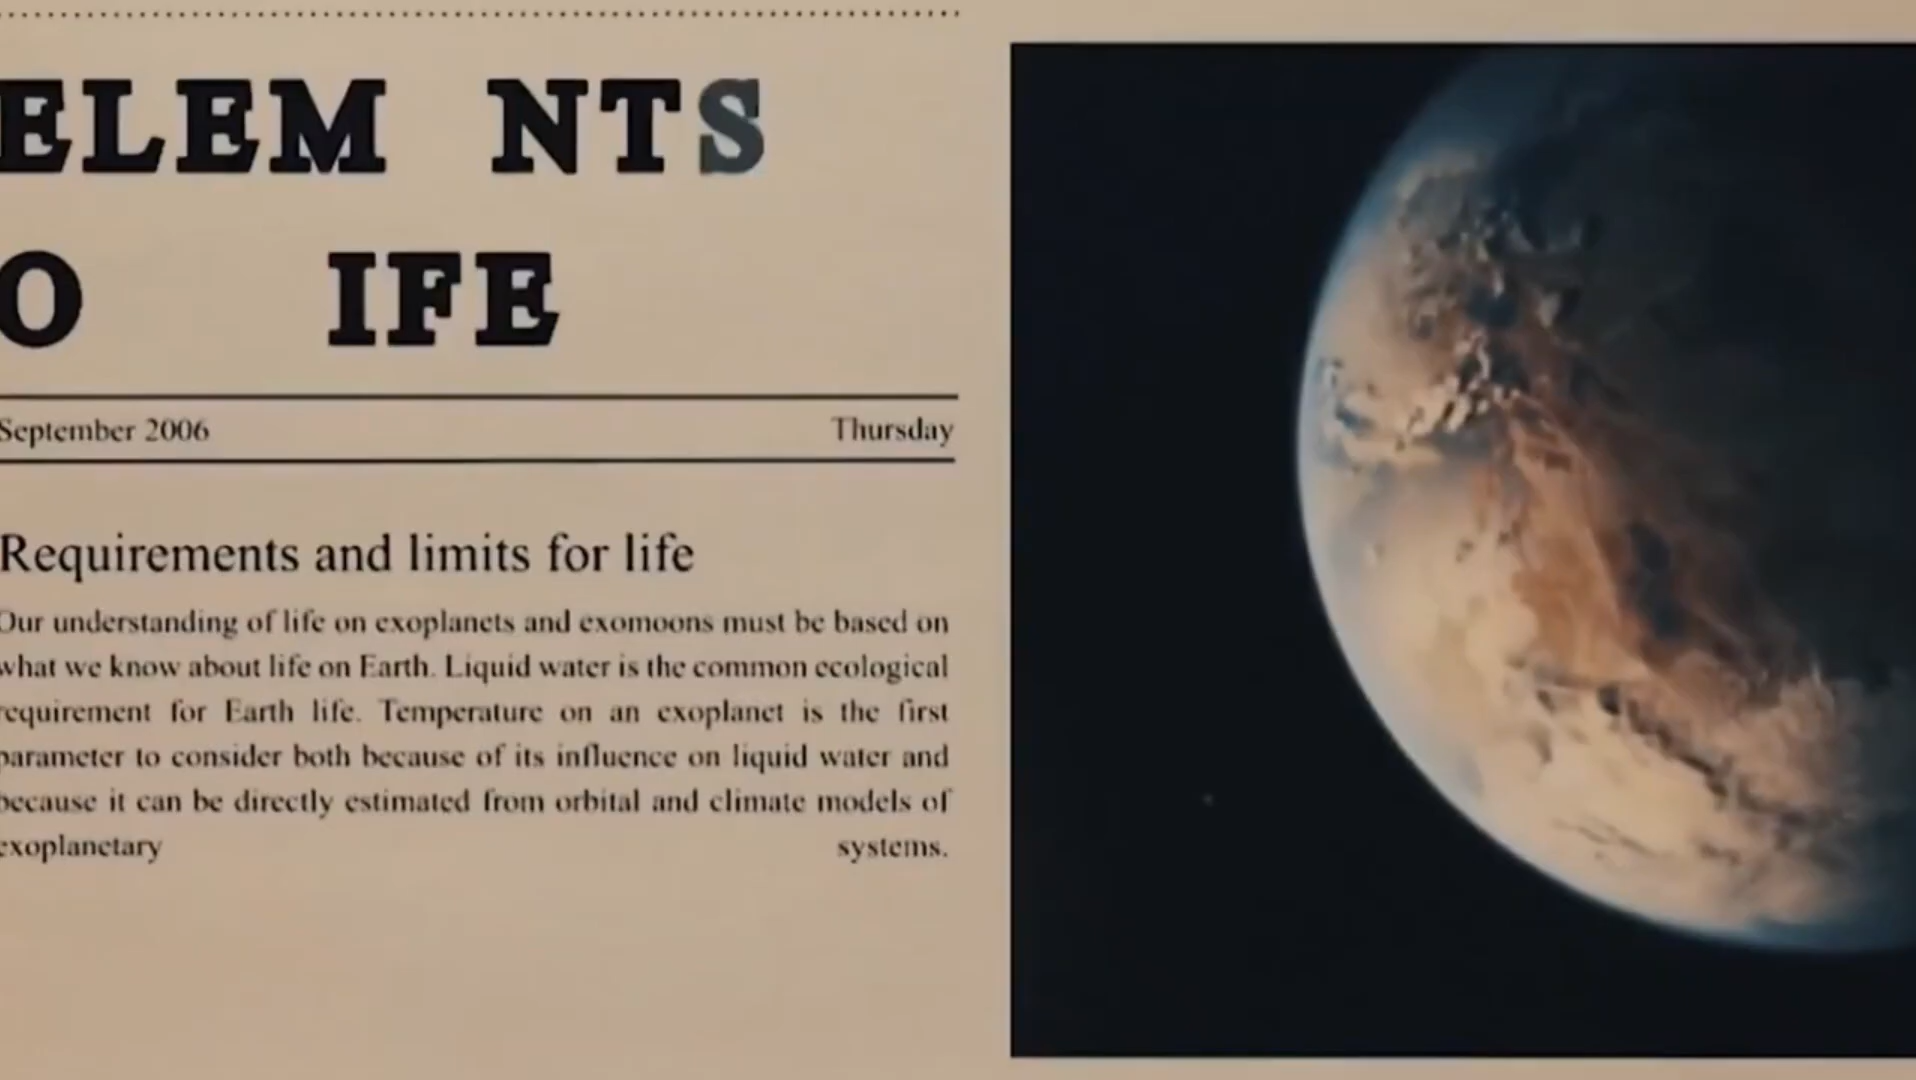 ELEM NTS
O IFE
September 2006 Thursday
Requirements and limits for life
Our understanding of life on exoplanets and exomoons must be based on
what we know about life on Earth. Liquid water is the common ecological
requirement for Earth life. Temperature on an exoplanet is the first
parameter to consider both because of its influence on liquid water and
because it can be directly estimated from orbital and climate models of
exoplanetary systems.